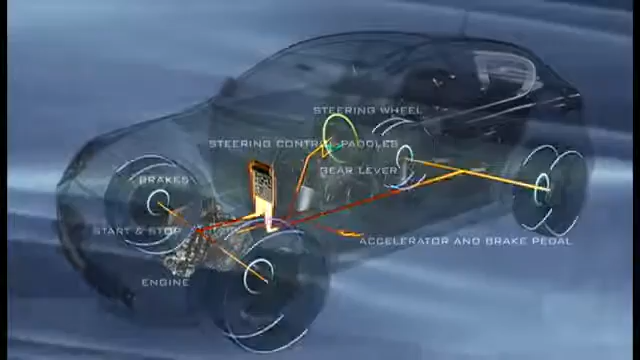 STEERING WHEEL
STEERING CONTROL PADDLES
GEAR LEVER
BRAKES
START & STOP
ACCELERATOR AND BRAKE PEDAL
ENGINE